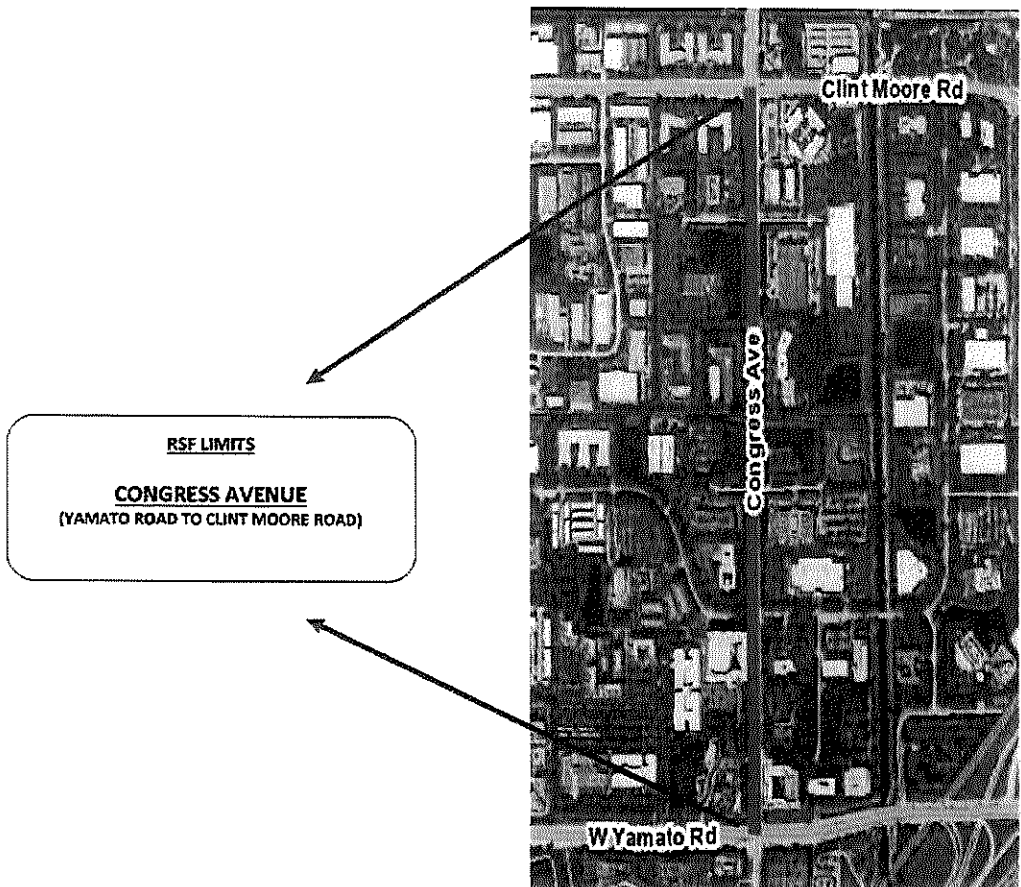 Clint Moore Rd
Congress Ave
RSF LIMITS
CONGRESS AVENUE
(YAMATO ROAD TO CLINT MOORE ROAD)
W Yamato Rd